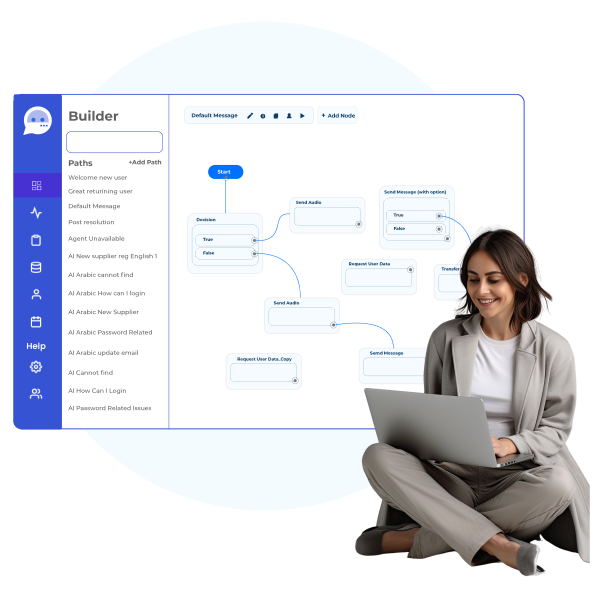 Builder
Paths
+Add Path
Welcome new user
Great returining user
Default Meesage
Post resolution
Agent Unavailable
AI New supplier reg English 1
AI Arabic cannot find
AI Arabic How can I login
AI Arabic New Supplier
AI Arabic Password Related
AI Arabic update email
AI Cannot find
AI How Can I Login
AI Password Related Issues
Help
Default Message
+ Add Node
Start
Decision
True
False
Send Audio
Send Message (with option)
True
False
Request User Data
Transfer
Send Audio
Request User Data_Copy
Semd Message